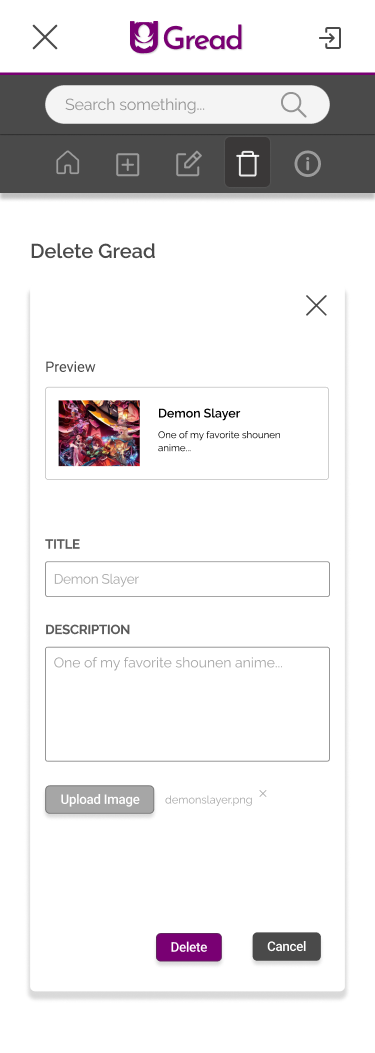 Gread
Search something...
Delete Gread
Preview
Demon Slayer
One of my favorite shounen
anime...
TITLE
Demon Slayer
DESCRIPTION
One of my favorite shounen anime...
Upload Image
demonslayer.png
Delete
Cancel